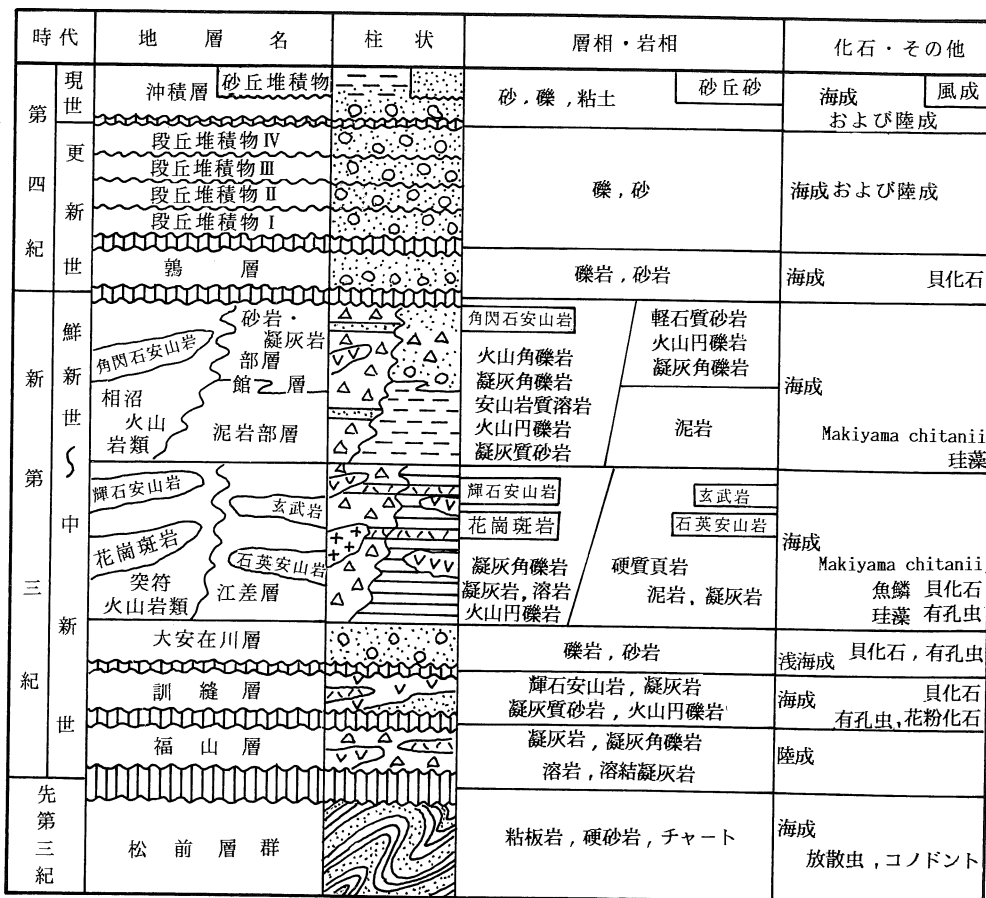 時代 地層名 柱状 層相・岩相 化石・その他
第四紀
現世
沖積層 砂丘堆積物 砂,礫,粘土 砂丘砂 海成 風成
および陸成
更新世
段丘堆積物Ⅳ
段丘堆積物Ⅲ
段丘堆積物Ⅱ
段丘堆積物Ⅰ
礫,砂 海成および陸成
鶉層 礫岩,砂岩 海成 貝化石
新第三紀
鮮新世〜中新世
角閃石安山岩
相沼
火山
岩類
砂岩・
凝灰岩
部層
館層
泥岩部層
角閃石安山岩
火山角礫岩
凝灰角礫岩
安山岩質溶岩
火山円礫岩
凝灰質砂岩
軽石質砂岩
火山円礫岩
凝灰角礫岩
泥岩
海成
Makiyama chitanii
珪藻
輝石安山岩
花崗斑岩
突符
火山岩類
玄武岩
石英安山岩
江差層
輝石安山岩
花崗斑岩
凝灰角礫岩
凝灰岩,溶岩
火山円礫岩
玄武岩
石英安山岩
硬質頁岩
泥岩,凝灰岩
海成
Makiyama chitanii,
魚鱗 貝化石
珪藻 有孔虫
大安在川層 礫岩,砂岩 浅海成 貝化石,有孔虫
訓縫層 輝石安山岩,凝灰岩
凝灰質砂岩,火山円礫岩
海成 貝化石
有孔虫,花粉化石
福山層 凝灰岩,凝灰角礫岩
溶岩,溶結凝灰岩
陸成
先第三紀
松前層群 粘板岩,硬砂岩,チャート 海成
放散虫,コノドント